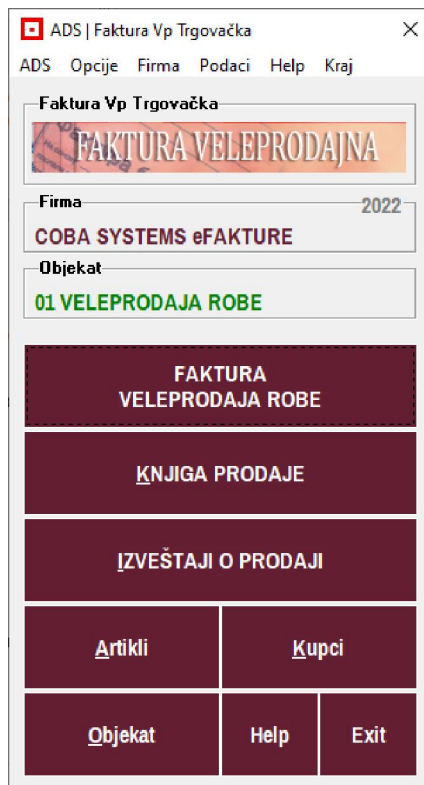 ADS | Faktura Vp Trgovačka
ADS Opcije Firma Podaci Help Kraj
Faktura Vp Trgovačka
FAKTURA VELEPRODAJNA
Firma 2022
COBA SYSTEMS eFAKTURE
Objekat
01 VELEPRODAJA ROBE
FAKTURA
VELEPRODAJA ROBE
KNJIGA PRODAJE
IZVEŠTAJI O PRODAJI
Artikli Kupci
Objekat Help Exit